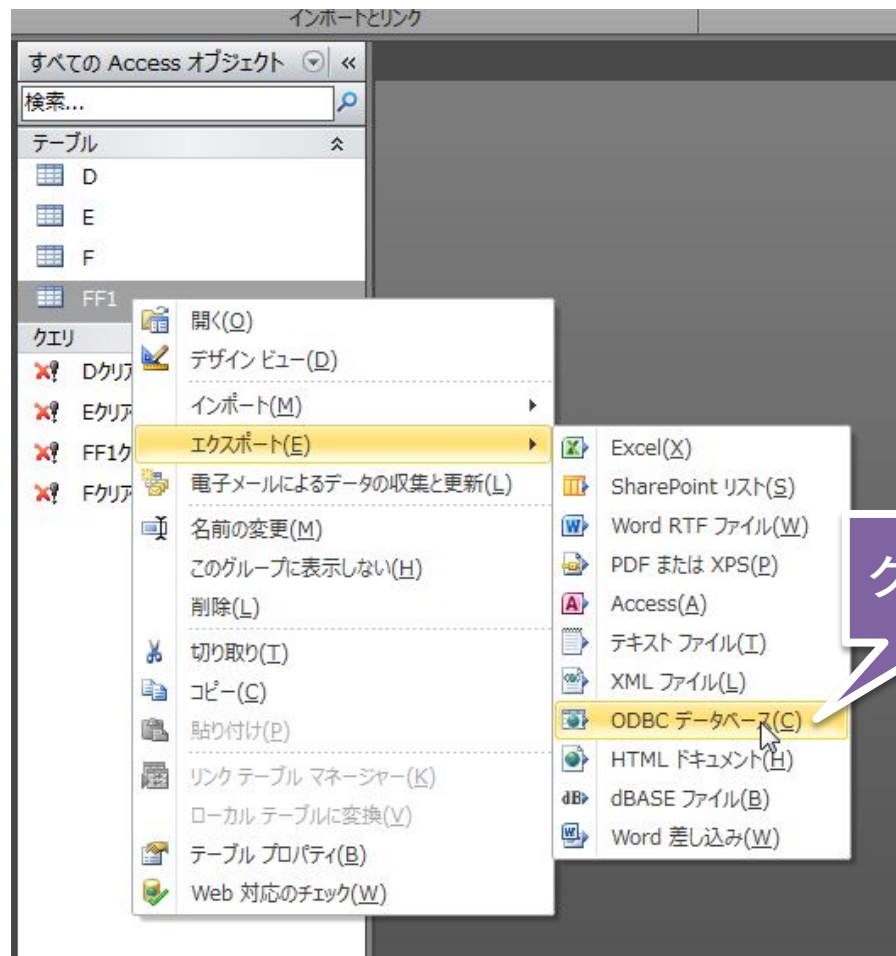 インポートとリンク
すべての Access オブジェクト
検索...
テーブル
D
E
F
FF1
クエリ
Dクリア
Eクリア
FF1ク
Fクリア
開く(O)
デザイン ビュー(D)
インポート(M)
エクスポート(E)
電子メールによるデータの収集と更新(L)
名前の変更(M)
このグループに表示しない(H)
削除(L)
切り取り(T)
コピー(C)
貼り付け(P)
リンク テーブル マネージャー(K)
ローカル テーブルに変換(V)
テーブル プロパティ(B)
Web 対応のチェック(W)
Excel(X)
SharePoint リスト(S)
Word RTF ファイル(W)
PDF または XPS(P)
Access(A)
テキスト ファイル(T)
XML ファイル(L)
ODBC データベース(C)
HTML ドキュメント(H)
dBASE ファイル(B)
Word 差し込み(W)
ク